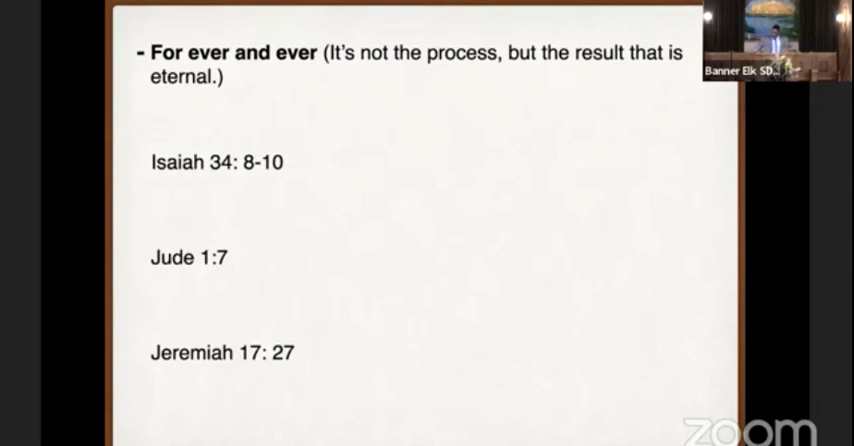 - For ever and ever (It's not the process, but the result that is
eternal.)
Banner Elk SD...
Isaiah 34: 8-10
Jude 1:7
Jeremiah 17: 27
zoom